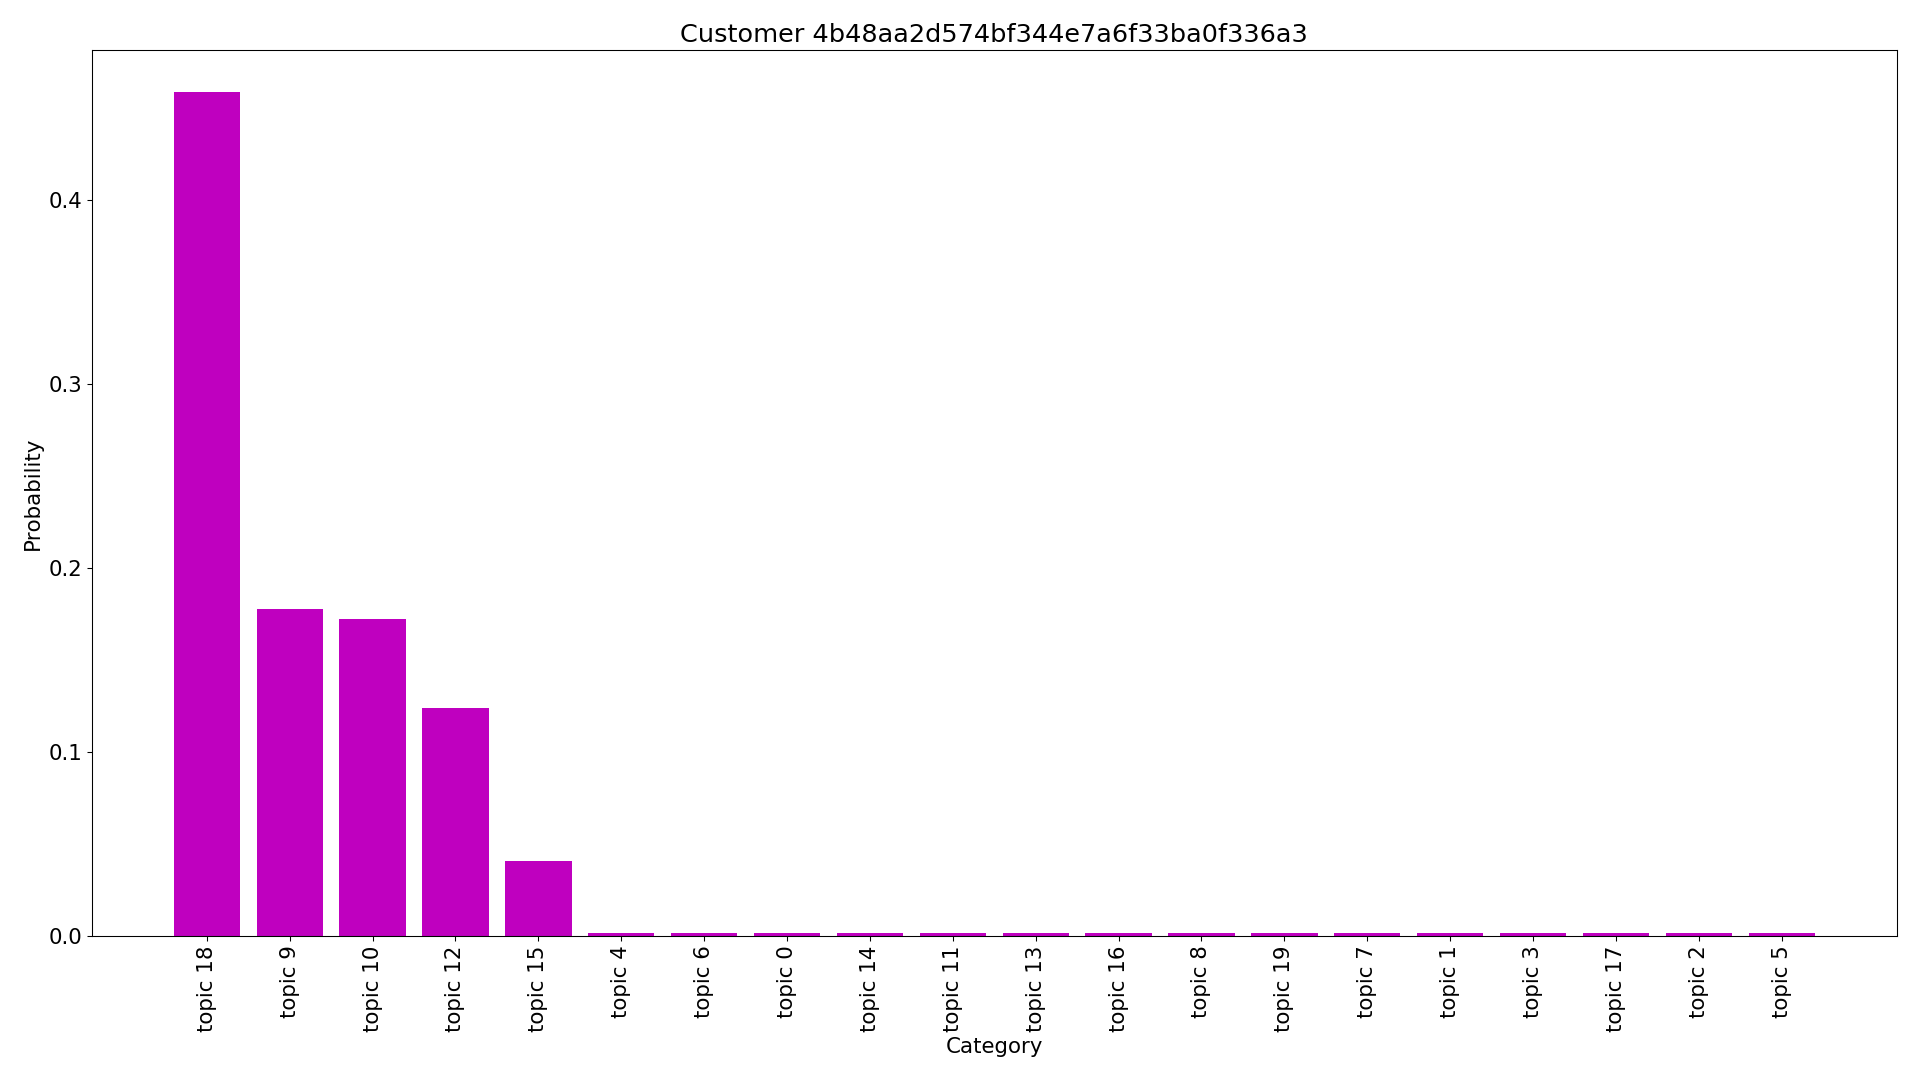 Customer 4b48aa2d574bf344e7a6f33ba0f336a3
Probability
0.4
0.3
0.2
0.1
0.0
topic 18
topic 9
topic 10
topic 12
topic 15
topic 4
topic 6
topic 0
topic 14
topic 11
topic 13
topic 16
topic 8
topic 19
topic 7
topic 1
topic 3
topic 17
topic 2
topic 5
Category